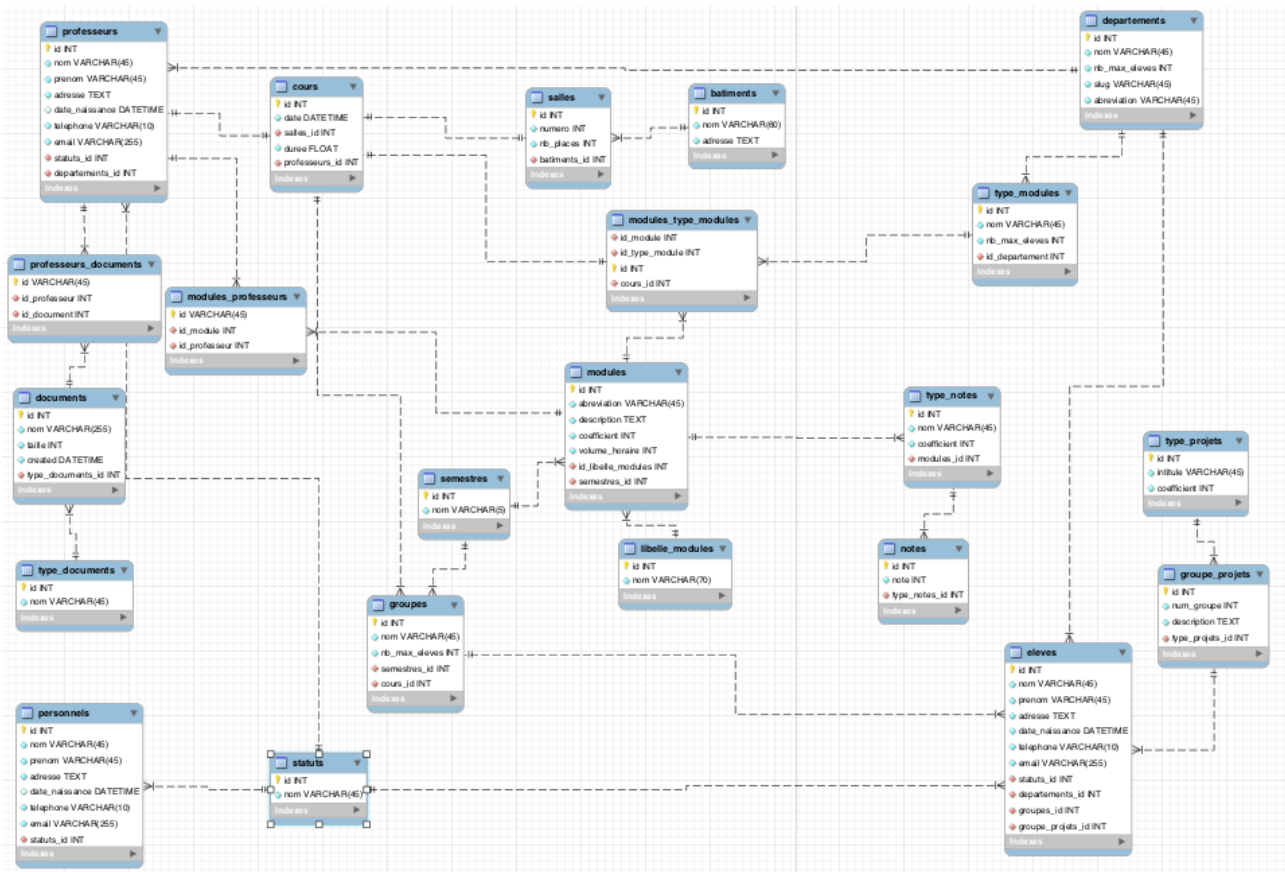 professeurs
id INT
nom VARCHAR(45)
prenom VARCHAR(45)
adresse TEXT
date_naissance DATETIME
telephone VARCHAR(10)
email VARCHAR(255)
statuts_id INT
departements_id INT
Indexes
cours
id INT
date DATETIME
salles_id INT
duree FLOAT
professeurs_id INT
Indexes
salles
id INT
numero INT
nb_places INT
batiments_id INT
Indexes
batiments
id INT
nom VARCHAR(60)
adresse TEXT
Indexes
departements
id INT
nom VARCHAR(45)
nb_max_eleves INT
slug VARCHAR(45)
abreviation VARCHAR(45)
Indexes
type_modules
id INT
nom VARCHAR(45)
nb_max_eleves INT
id_departement INT
Indexes
modules_type_modules
id_module INT
id_type_module INT
id INT
cours_id INT
Indexes
professeurs_documents
id VARCHAR(45)
id_professeur INT
id_document INT
Indexes
modules_professeurs
id VARCHAR(45)
id_module INT
id_professeur INT
Indexes
documents
id INT
nom VARCHAR(255)
taille INT
created DATETIME
type_documents_id INT
Indexes
modules
id INT
abreviation VARCHAR(45)
description TEXT
coefficient INT
volume_horaire INT
id_libelle_modules INT
semestres_id INT
Indexes
type_notes
id INT
nom VARCHAR(45)
coefficient INT
modules_id INT
Indexes
type_projets
id INT
intitule VARCHAR(45)
coefficient INT
Indexes
semestres
id INT
nom VARCHAR(5)
Indexes
libelle_modules
id INT
nom VARCHAR(70)
Indexes
notes
id INT
note INT
type_notes_id INT
Indexes
groupe_projets
id INT
num_groupe INT
description TEXT
type_projets_id INT
Indexes
type_documents
id INT
nom VARCHAR(45)
Indexes
groupes
id INT
nom VARCHAR(45)
nb_max_eleves INT
semestres_id INT
cours_id INT
Indexes
eleves
id INT
nom VARCHAR(45)
prenom VARCHAR(45)
adresse TEXT
date_naissance DATETIME
telephone VARCHAR(10)
email VARCHAR(255)
statuts_id INT
departements_id INT
groupes_id INT
groupe_projets_id INT
Indexes
personnels
id INT
nom VARCHAR(45)
prenom VARCHAR(45)
adresse TEXT
date_naissance DATETIME
telephone VARCHAR(10)
email VARCHAR(255)
statuts_id INT
Indexes
statuts
id INT
nom VARCHAR(45)
Indexes